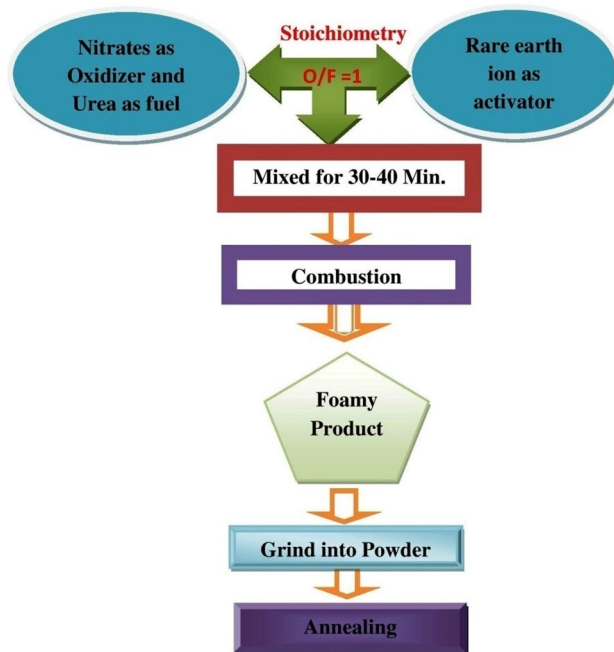 Nitrates as
Oxidizer and
Urea as fuel
Stoichiometry
O/F =1
Rare earth
ion as
activator
Mixed for 30-40 Min.
Combustion
Foamy
Product
Grind into Powder
Annealing